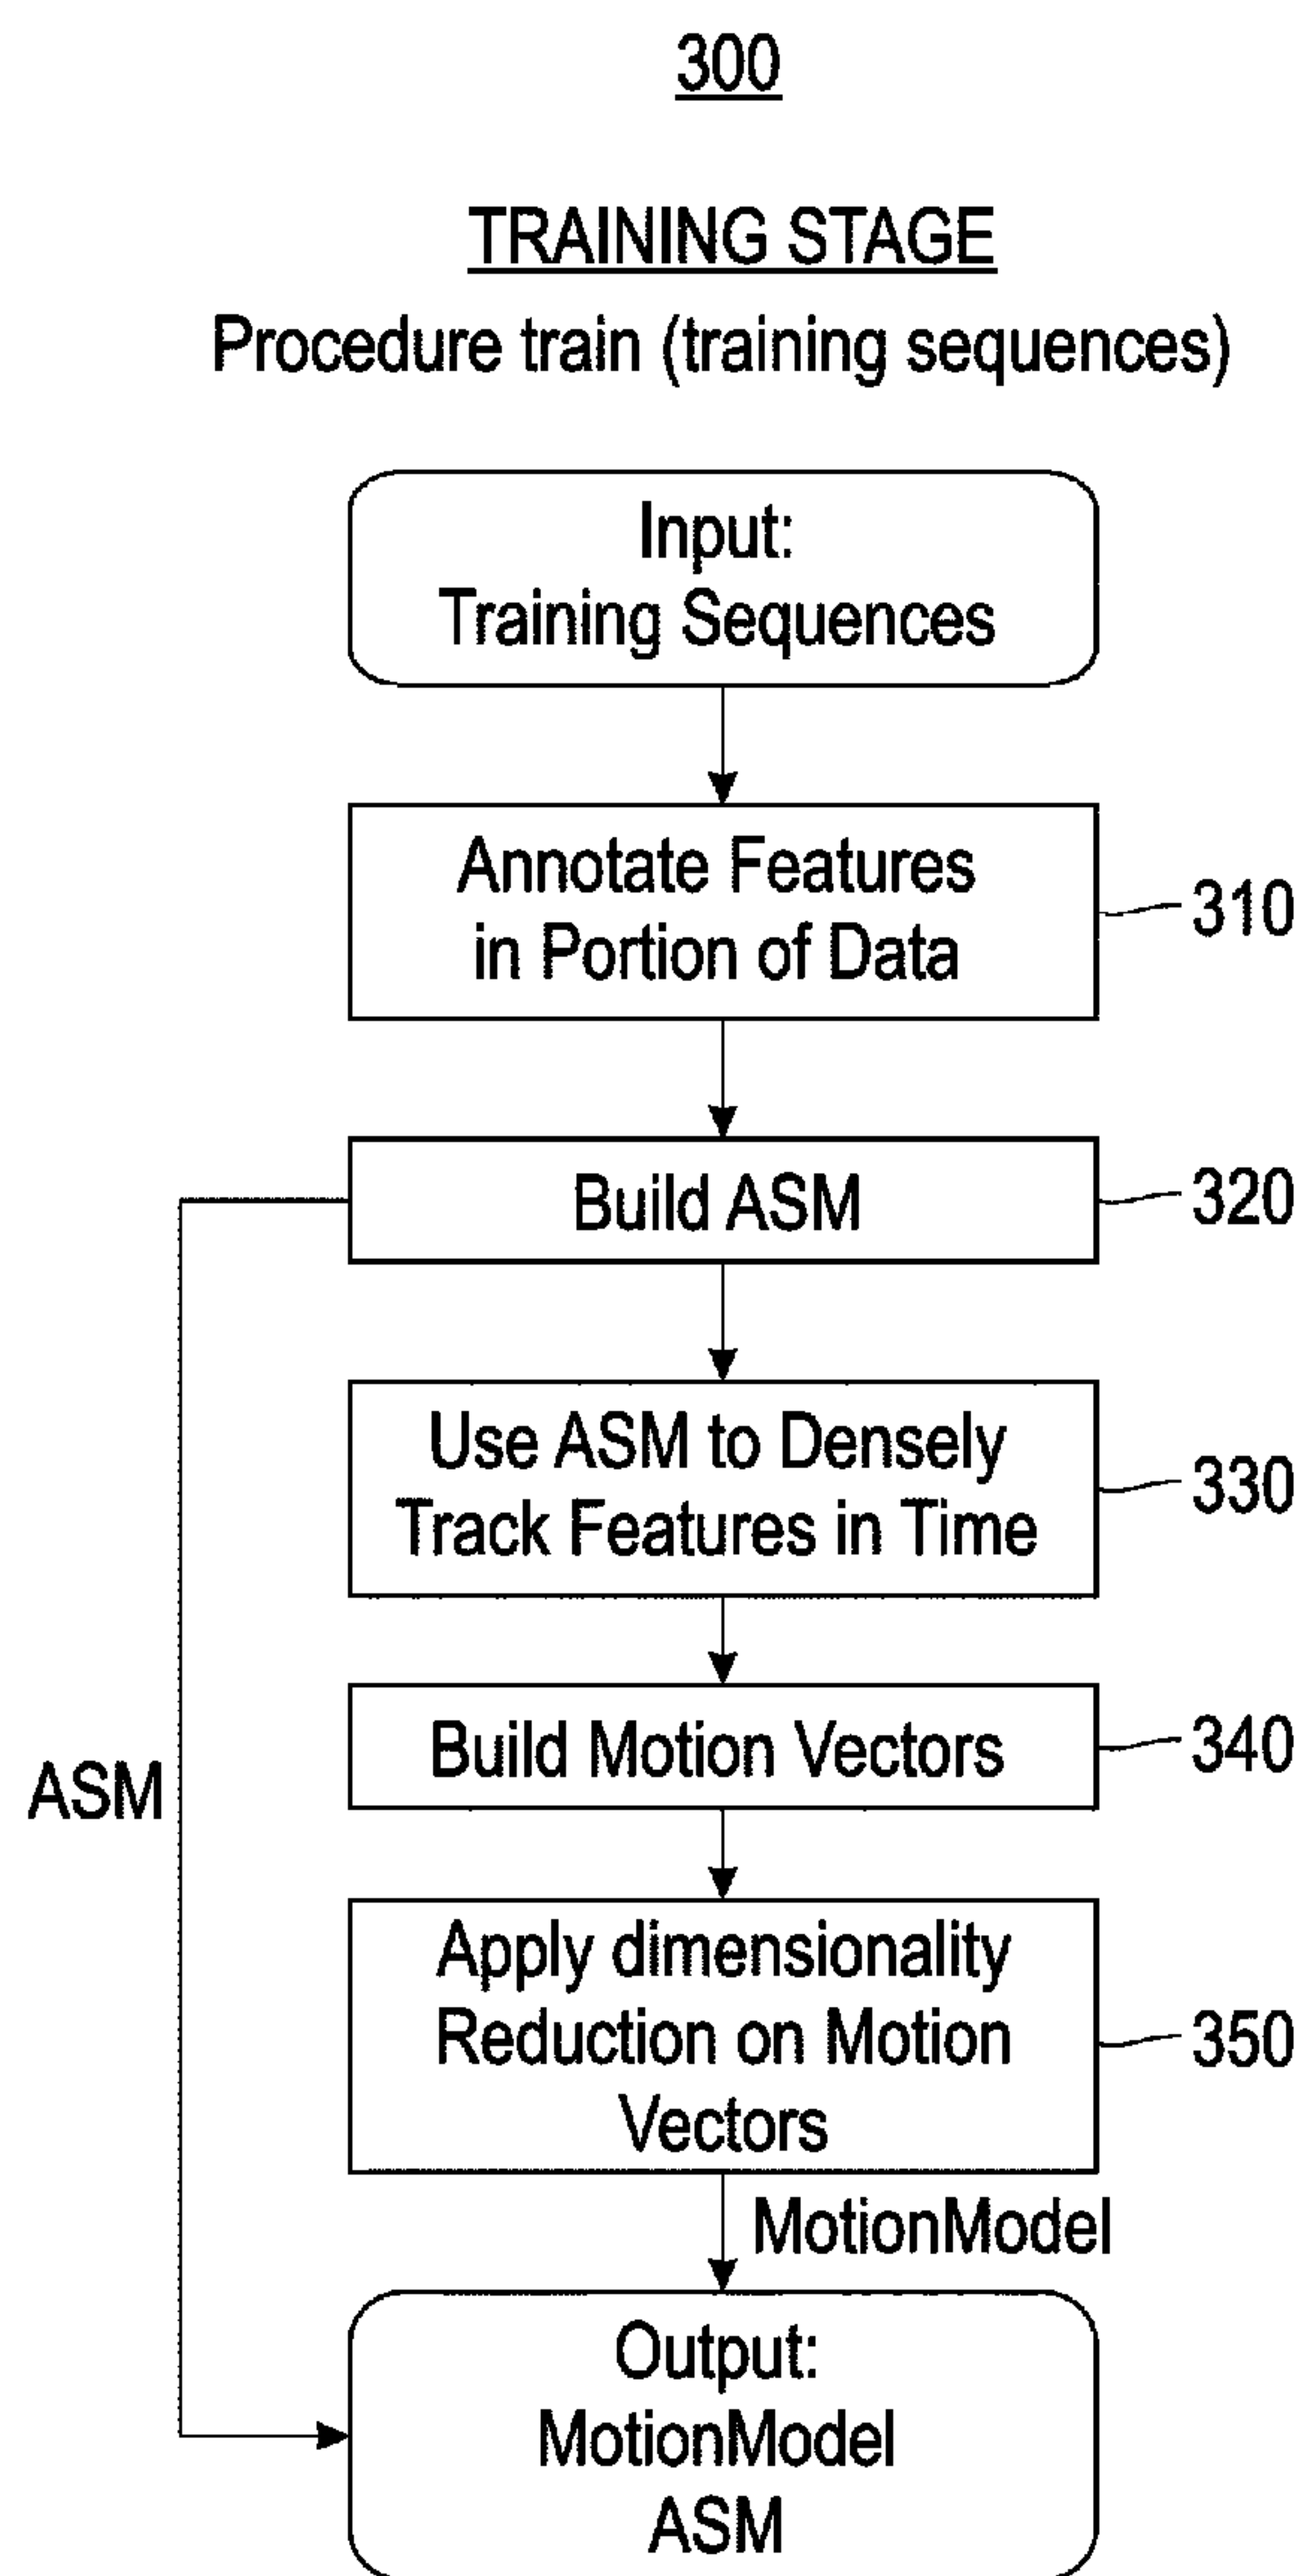 300
TRAINING STAGE
Procedure train (training sequences)
Input:
Training Sequences
Annotate Features
in Portion of Data
310
Build ASM
320
Use ASM to Densely
Track Features in Time
330
Build Motion Vectors
340
ASM
Apply dimensionality
Reduction on Motion
Vectors
350
MotionModel
Output:
MotionModel
ASM